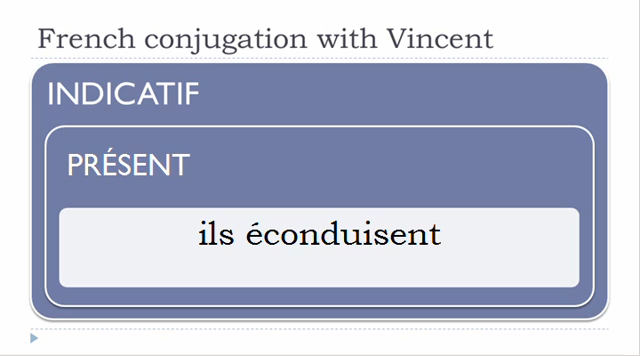 French conjugation with Vincent
INDICATIF
PRÉSENT
ils éconduisent